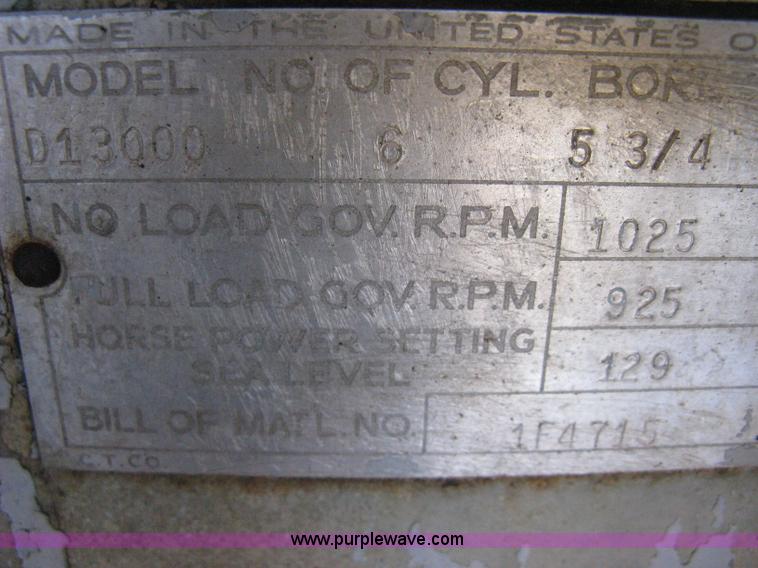 MADE IN THE UNITED STATES O
MODEL NO. OF CYL. BORE
D13000 6 5 3/4
NO LOAD GOV. R.P.M. 1025
FULL LOAD GOV. R.P.M. 925
HORSE POWER SETTING
SEA LEVEL 129
BILL OF MAT'L. NO. 1F4715
C.T.CO
www.purplewave.com